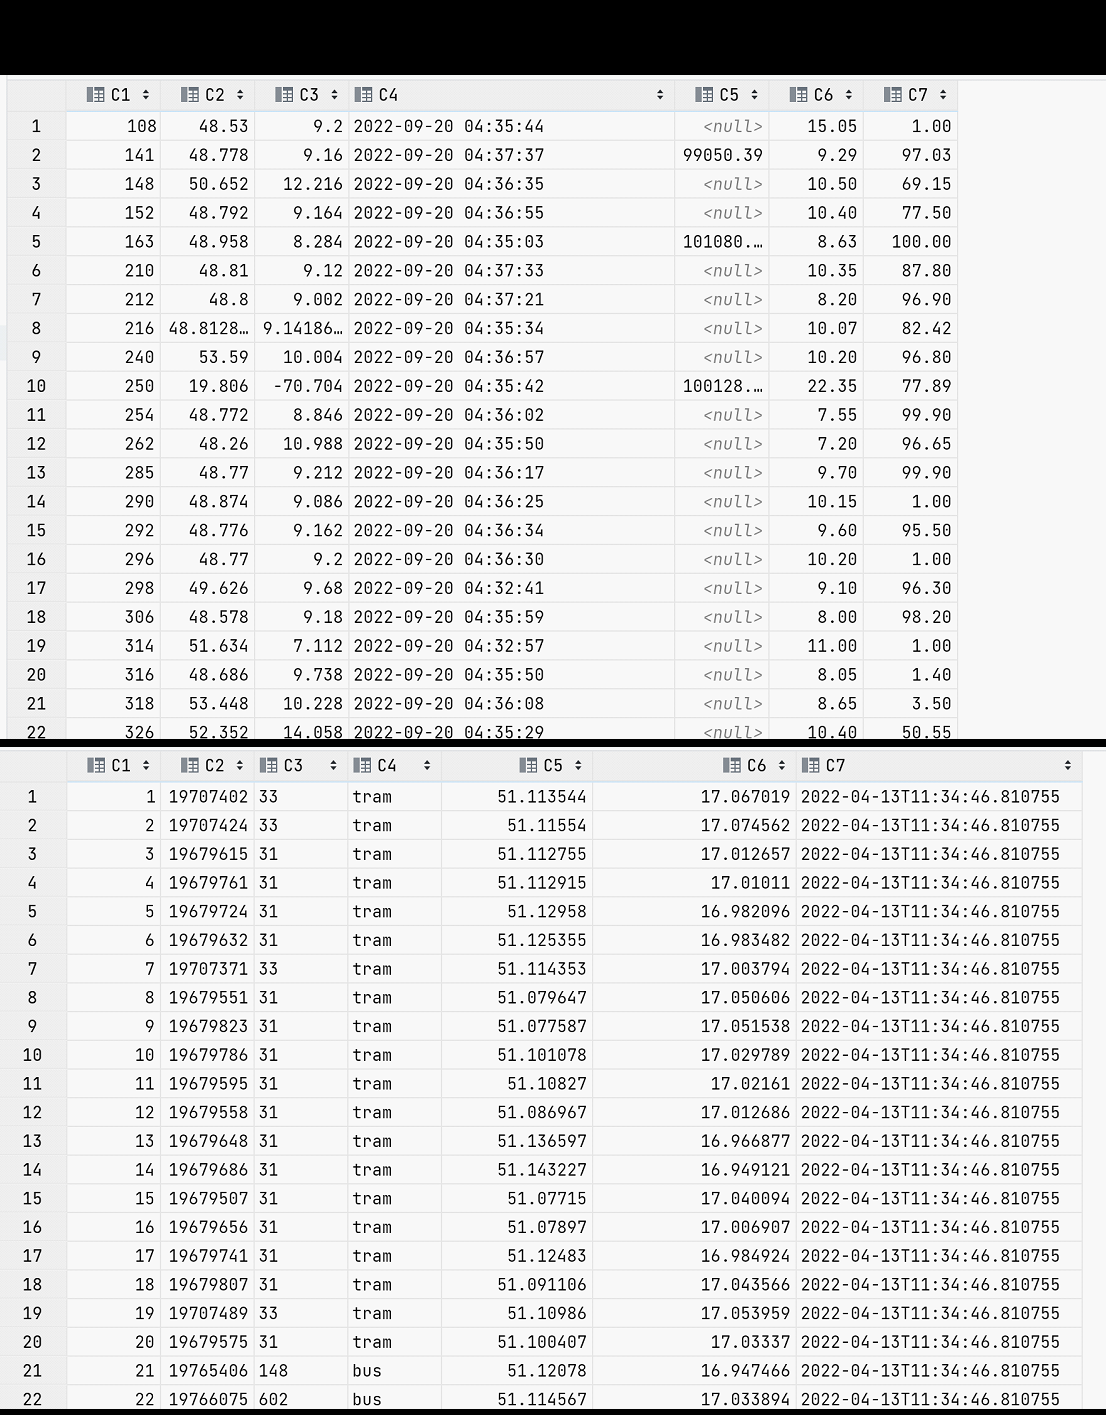 C1 C2 C3 C4 C5 C6 C7
1 108 48.53 9.2 2022-09-20 04:35:44 <null> 15.05 1.00
2 141 48.778 9.16 2022-09-20 04:37:37 99050.39 9.29 97.03
3 148 50.652 12.216 2022-09-20 04:36:35 <null> 10.50 69.15
4 152 48.792 9.164 2022-09-20 04:36:55 <null> 10.40 77.50
5 163 48.958 8.284 2022-09-20 04:35:03 101080.… 8.63 100.00
6 210 48.81 9.12 2022-09-20 04:37:33 <null> 10.35 87.80
7 212 48.8 9.002 2022-09-20 04:37:21 <null> 8.20 96.90
8 216 48.8128… 9.14186… 2022-09-20 04:35:34 <null> 10.07 82.42
9 240 53.59 10.004 2022-09-20 04:36:57 <null> 10.20 96.80
10 250 19.806 -70.704 2022-09-20 04:35:42 100128.… 22.35 77.89
11 254 48.772 8.846 2022-09-20 04:36:02 <null> 7.55 99.90
12 262 48.26 10.988 2022-09-20 04:35:50 <null> 7.20 96.65
13 285 48.77 9.212 2022-09-20 04:36:17 <null> 9.70 99.90
14 290 48.874 9.086 2022-09-20 04:36:25 <null> 10.15 1.00
15 292 48.776 9.162 2022-09-20 04:36:34 <null> 9.60 95.50
16 296 48.77 9.2 2022-09-20 04:36:30 <null> 10.20 1.00
17 298 49.626 9.68 2022-09-20 04:32:41 <null> 9.10 96.30
18 306 48.578 9.18 2022-09-20 04:35:59 <null> 8.00 98.20
19 314 51.634 7.112 2022-09-20 04:32:57 <null> 11.00 1.00
20 316 48.686 9.738 2022-09-20 04:35:50 <null> 8.05 1.40
21 318 53.448 10.228 2022-09-20 04:36:08 <null> 8.65 3.50
22 326 52.352 14.058 2022-09-20 04:35:29 <null> 10.40 50.55
C1 C2 C3 C4 C5 C6 C7
1 1 19707402 33 tram 51.113544 17.067019 2022-04-13T11:34:46.810755
2 2 19707424 33 tram 51.11554 17.074562 2022-04-13T11:34:46.810755
3 3 19679615 31 tram 51.112755 17.012657 2022-04-13T11:34:46.810755
4 4 19679761 31 tram 51.112915 17.01011 2022-04-13T11:34:46.810755
5 5 19679724 31 tram 51.12958 16.982096 2022-04-13T11:34:46.810755
6 6 19679632 31 tram 51.125355 16.983482 2022-04-13T11:34:46.810755
7 7 19707371 33 tram 51.114353 17.003794 2022-04-13T11:34:46.810755
8 8 19679551 31 tram 51.079647 17.050606 2022-04-13T11:34:46.810755
9 9 19679823 31 tram 51.077587 17.051538 2022-04-13T11:34:46.810755
10 10 19679786 31 tram 51.101078 17.029789 2022-04-13T11:34:46.810755
11 11 19679595 31 tram 51.10827 17.02161 2022-04-13T11:34:46.810755
12 12 19679558 31 tram 51.086967 17.012686 2022-04-13T11:34:46.810755
13 13 19679648 31 tram 51.136597 16.966877 2022-04-13T11:34:46.810755
14 14 19679686 31 tram 51.143227 16.949121 2022-04-13T11:34:46.810755
15 15 19679507 31 tram 51.07715 17.040094 2022-04-13T11:34:46.810755
16 16 19679656 31 tram 51.07897 17.006907 2022-04-13T11:34:46.810755
17 17 19679741 31 tram 51.12483 16.984924 2022-04-13T11:34:46.810755
18 18 19679807 31 tram 51.091106 17.043566 2022-04-13T11:34:46.810755
19 19 19707489 33 tram 51.10986 17.053959 2022-04-13T11:34:46.810755
20 20 19679575 31 tram 51.100407 17.03337 2022-04-13T11:34:46.810755
21 21 19765406 148 bus 51.12078 16.947466 2022-04-13T11:34:46.810755
22 22 19766075 602 bus 51.114567 17.033894 2022-04-13T11:34:46.810755